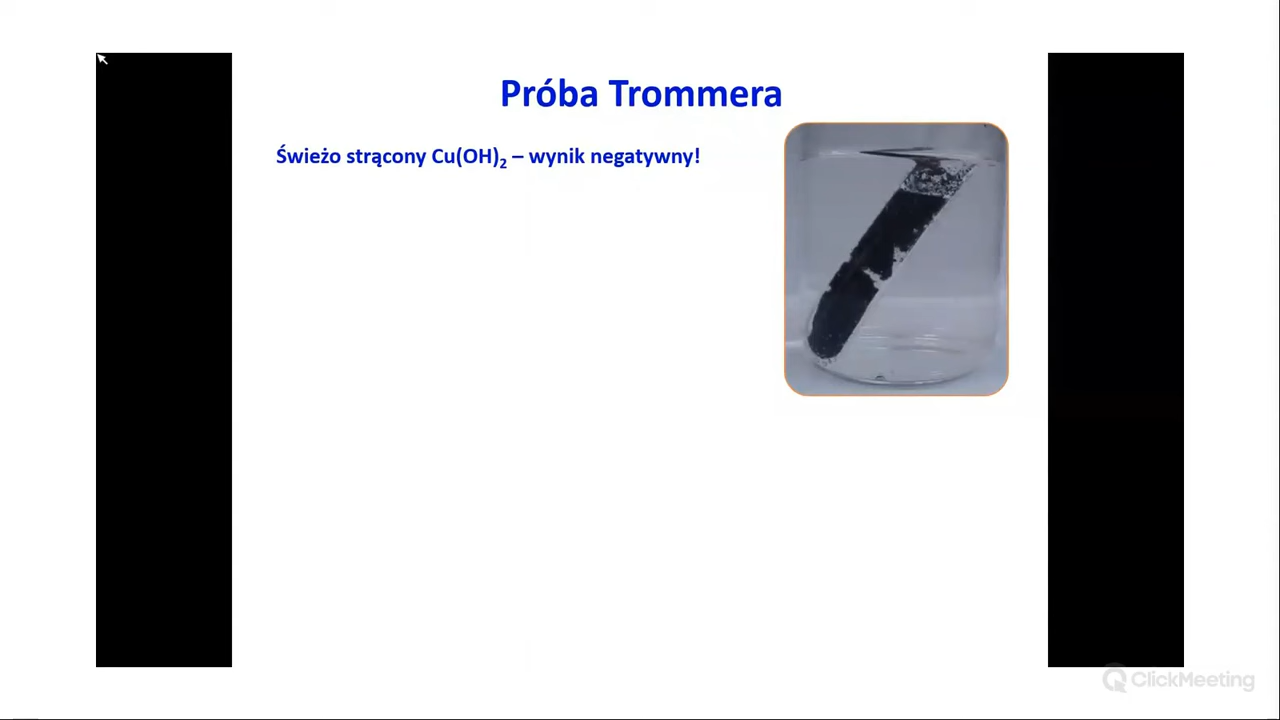 Próba Trommera
Świeżo strącony Cu(OH)₂ – wynik negatywny!
ClickMeeting